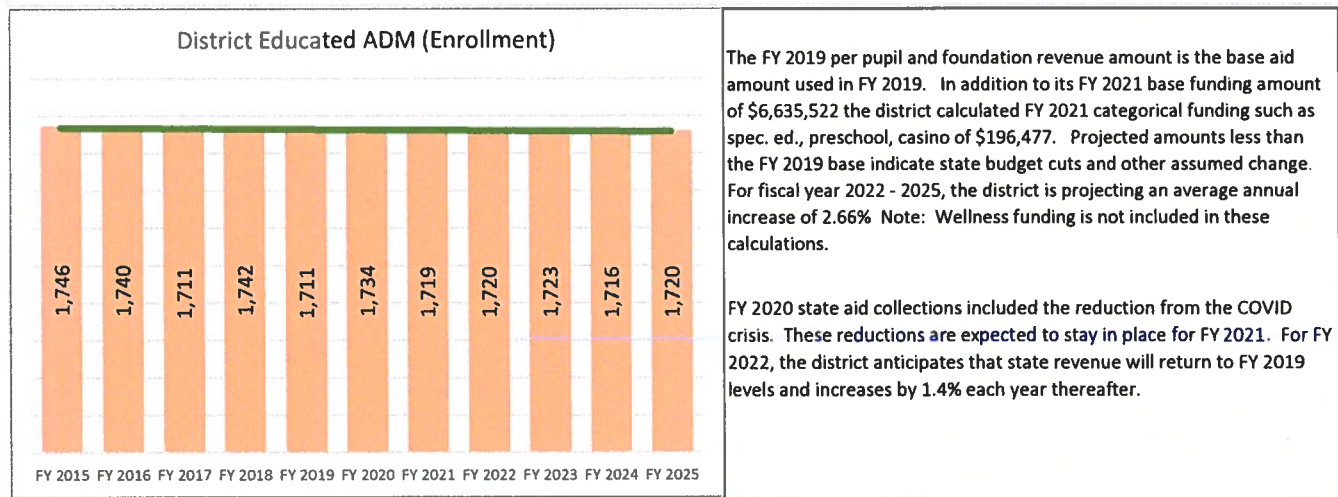 District Educated ADM (Enrollment)
1,746
1,740
1,711
1,742
1,711
1,734
1,719
1,720
1,723
1,716
1,720
FY 2015 FY 2016 FY 2017 FY 2018 FY 2019 FY 2020 FY 2021 FY 2022 FY 2023 FY 2024 FY 2025
The FY 2019 per pupil and foundation revenue amount is the base aid
amount used in FY 2019. In addition to its FY 2021 base funding amount
of $6,635,522 the district calculated FY 2021 categorical funding such as
spec. ed., preschool, casino of $196,477. Projected amounts less than
the FY 2019 base indicate state budget cuts and other assumed change.
For fiscal year 2022 - 2025, the district is projecting an average annual
increase of 2.66% Note: Wellness funding is not included in these
calculations.
FY 2020 state aid collections included the reduction from the COVID
crisis. These reductions are expected to stay in place for FY 2021. For FY
2022, the district anticipates that state revenue will return to FY 2019
levels and increases by 1.4% each year thereafter.